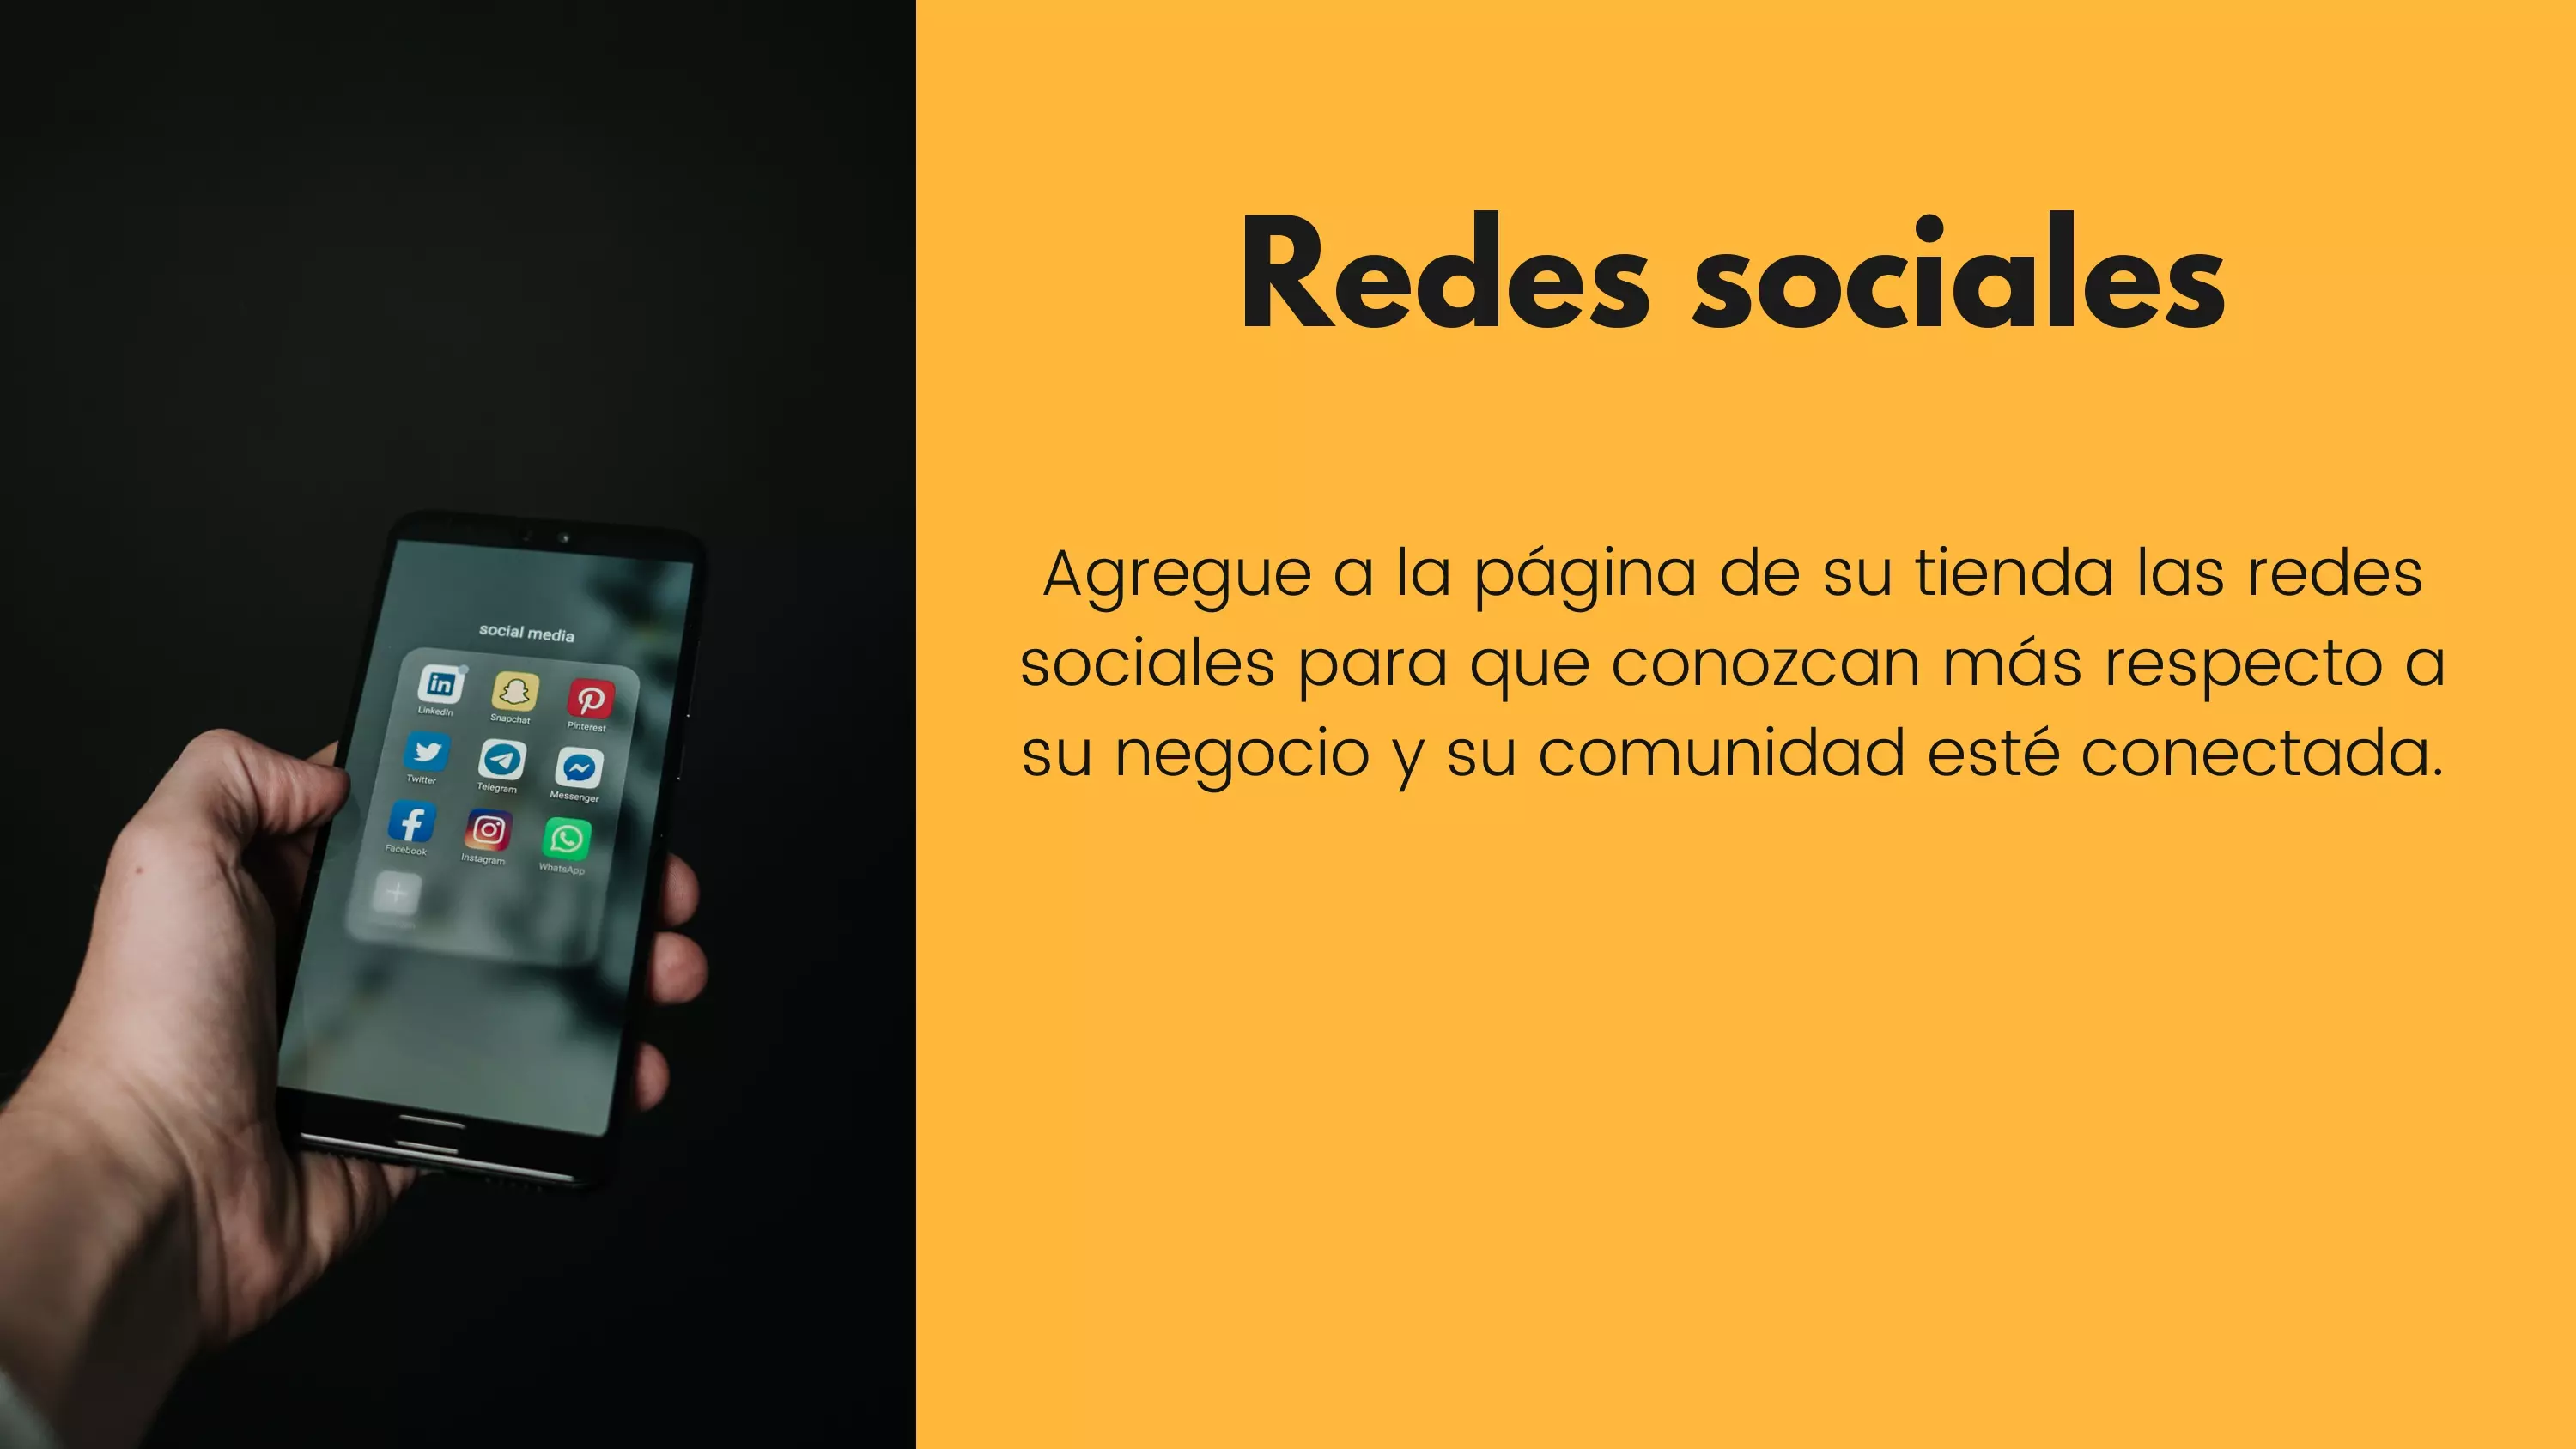 Redes sociales
Agregue a la página de su tienda las redes
sociales para que conozcan más respecto a
su negocio y su comunidad esté conectada.
social media
LinkedIn
Snapchat
Pinterest
Twitter
Telegram
Messenger
Facebook
Instagram
WhatsApp